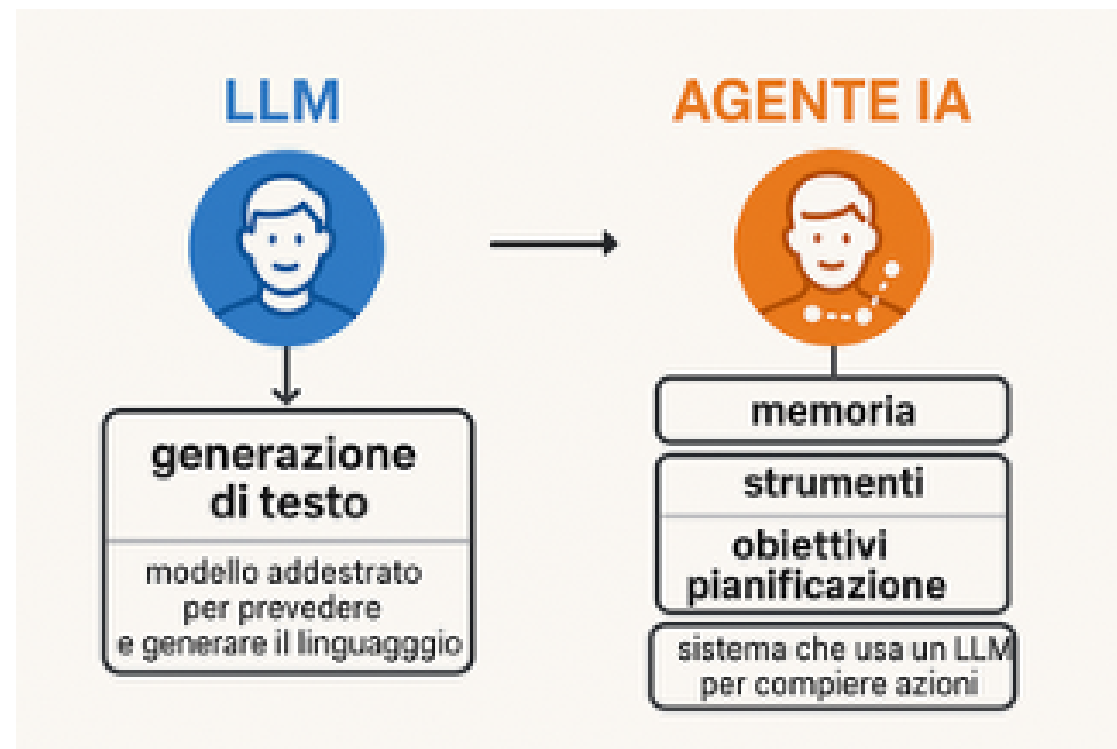 LLM
generazione
di testo
modello addestrato
per prevedere
e generare il linguagggio
AGENTE IA
memoria
strumenti
obiettivi
pianificazione
sistema che usa un LLM
per compiere azioni